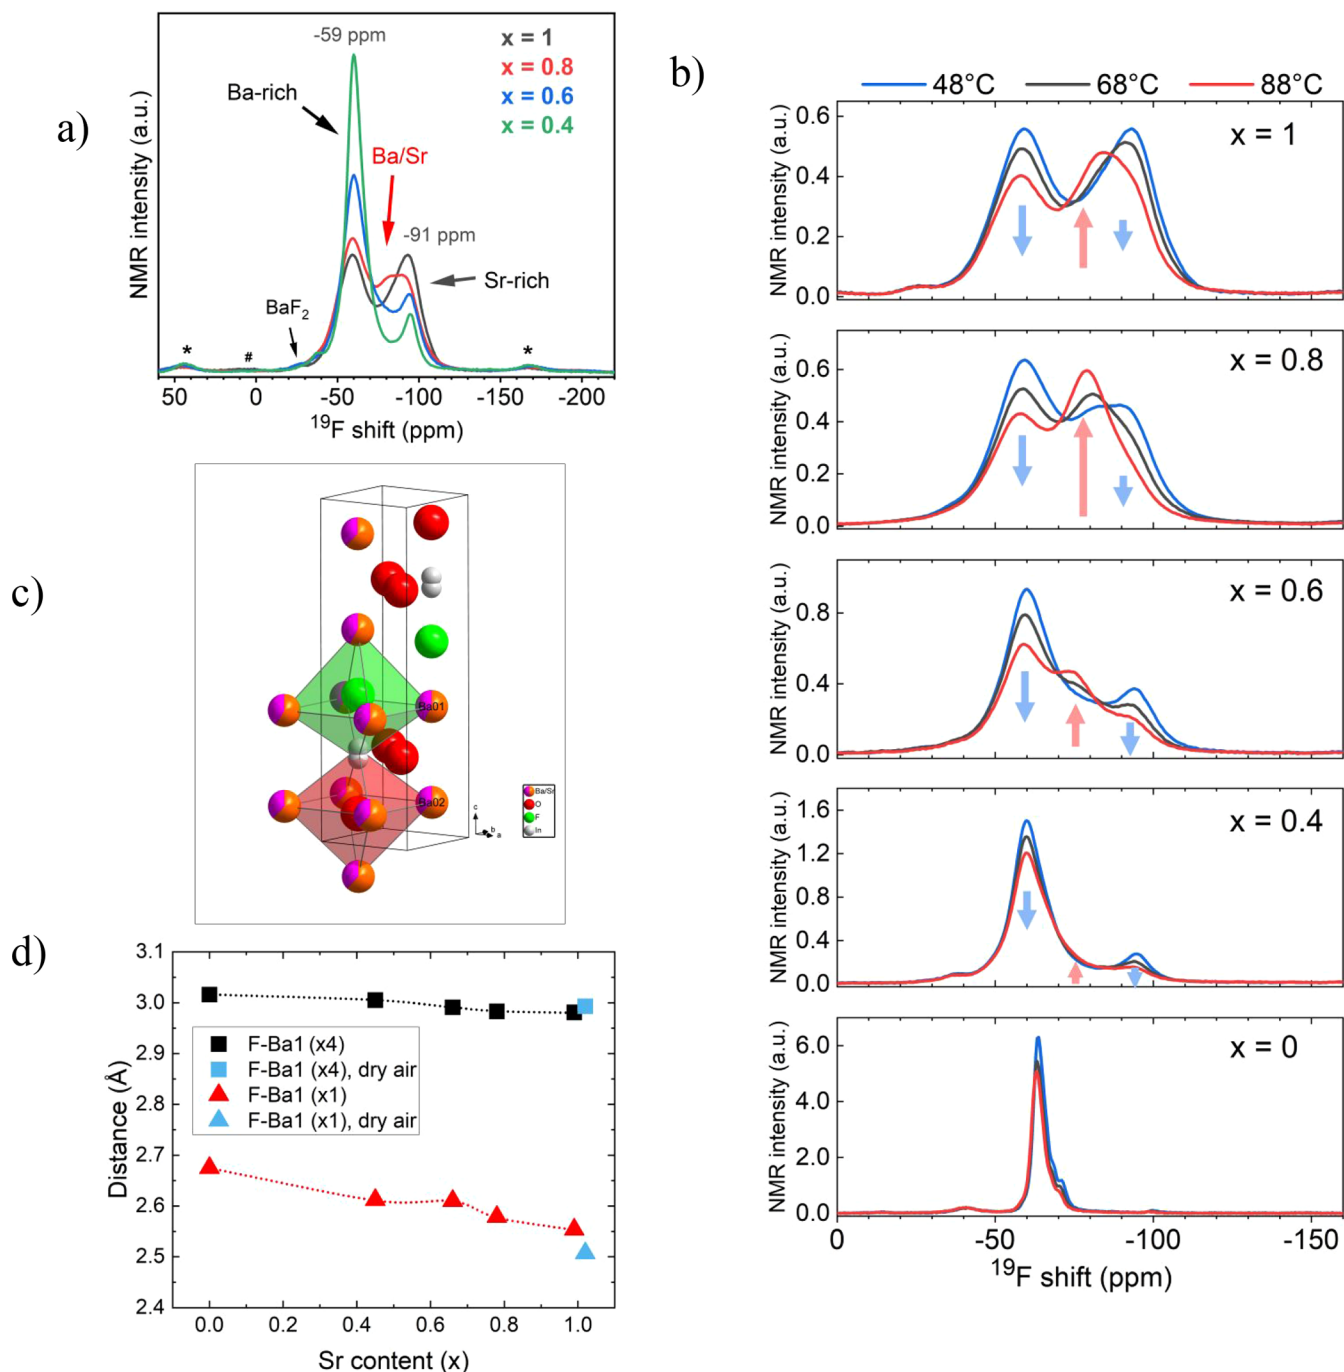 a)
-59 ppm
x = 1
x = 0.8
x = 0.6
x = 0.4
Ba-rich
Ba/Sr
-91 ppm
Sr-rich
BaF₂
*
#
*
NMR intensity (a.u.)
50 0 -50 -100 -150 -200
¹⁹F shift (ppm)
b)
48°C 68°C 88°C
x = 1
NMR intensity (a.u.)
0.6
0.4
0.2
0.0
x = 0.8
NMR intensity (a.u.)
0.6
0.4
0.2
0.0
x = 0.6
NMR intensity (a.u.)
0.8
0.4
0.0
x = 0.4
NMR intensity (a.u.)
1.6
1.2
0.8
0.4
0.0
x = 0
NMR intensity (a.u.)
6.0
4.0
2.0
0.0
0 -50 -100 -150
¹⁹F shift (ppm)
c)
Ba01
Ba02
Ba/Sr
O
F
In
c
b
a
d)
Distance (Å)
3.1
3.0
2.9
2.8
2.7
2.6
2.5
2.4
F-Ba1 (x4)
F-Ba1 (x4), dry air
F-Ba1 (x1)
F-Ba1 (x1), dry air
0.0 0.2 0.4 0.6 0.8 1.0
Sr content (x)